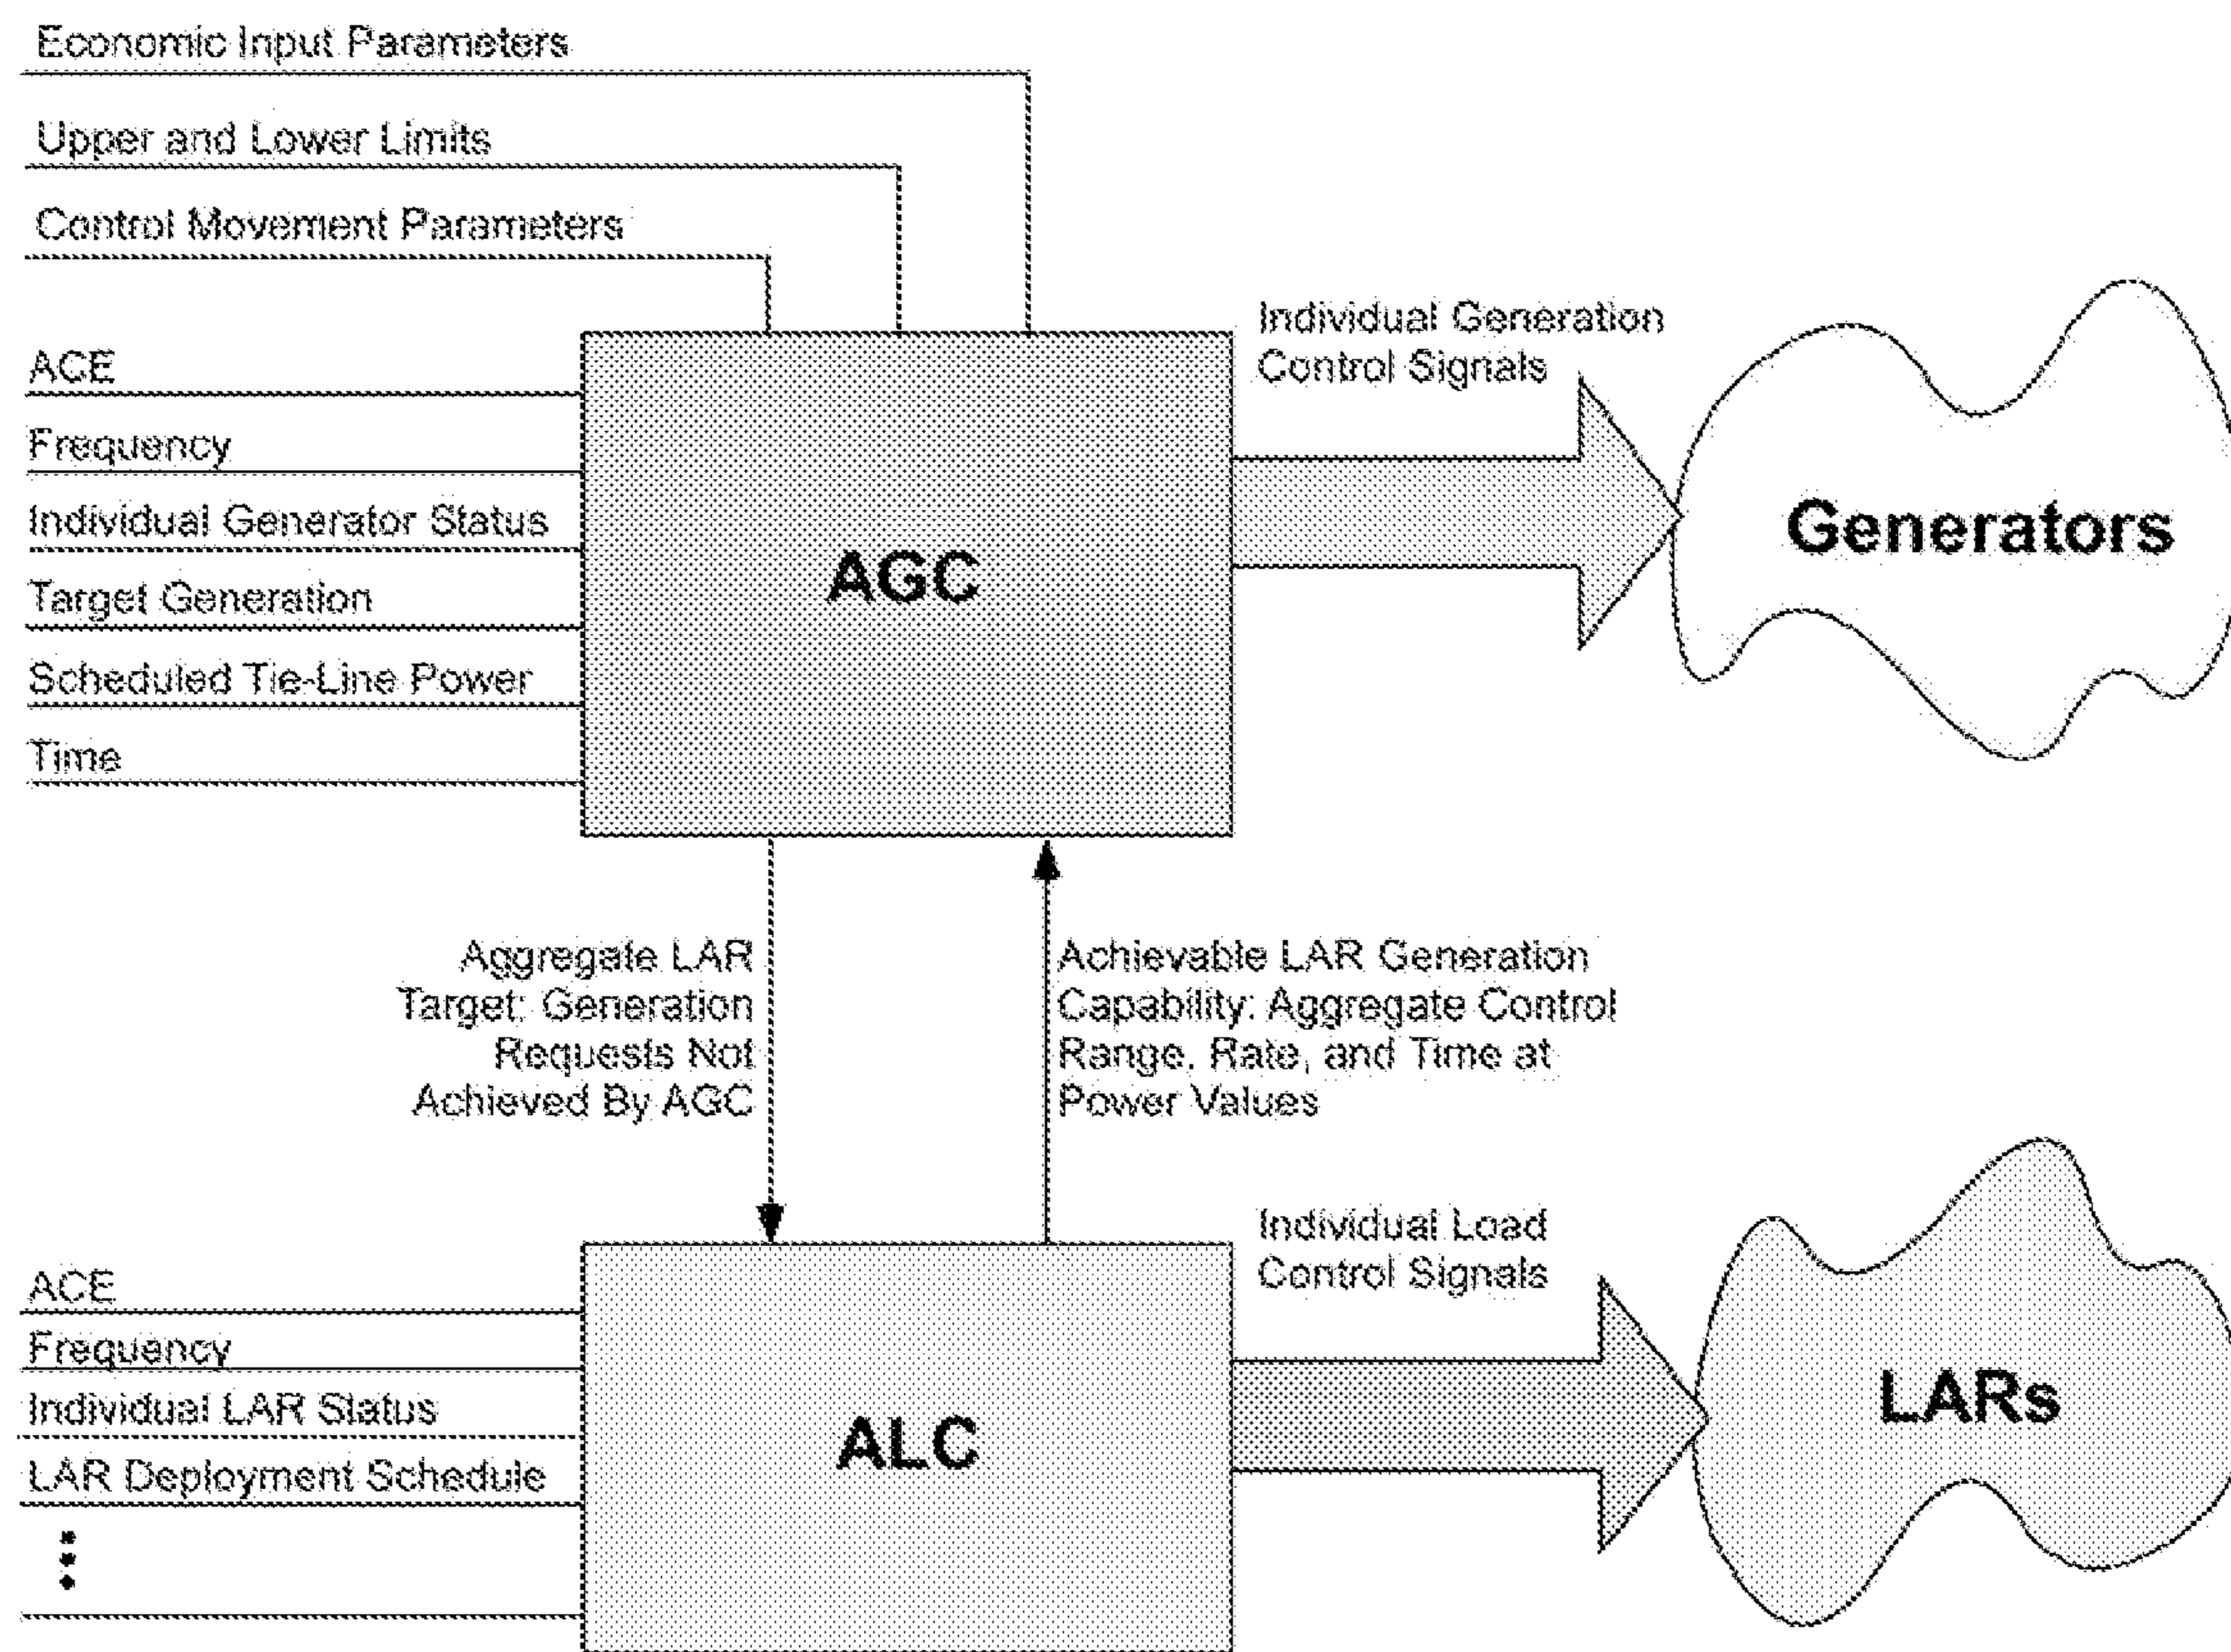 Economic Input Parameters
Upper and Lower Limits
Control Movement Parameters
ACE
Frequency
Individual Generator Status
Target Generation
Scheduled Tie-Line Power
Time
AGC
Individual Generation
Control Signals
Generators
Aggregate LAR
Target: Generation
Requests Not
Achieved By AGC
Achievable LAR Generation
Capability: Aggregate Control
Range, Rate, and Time at
Power Values
ACE
Frequency
Individual LAR Status
LAR Deployment Schedule
ALC
Individual Load
Control Signals
LARs